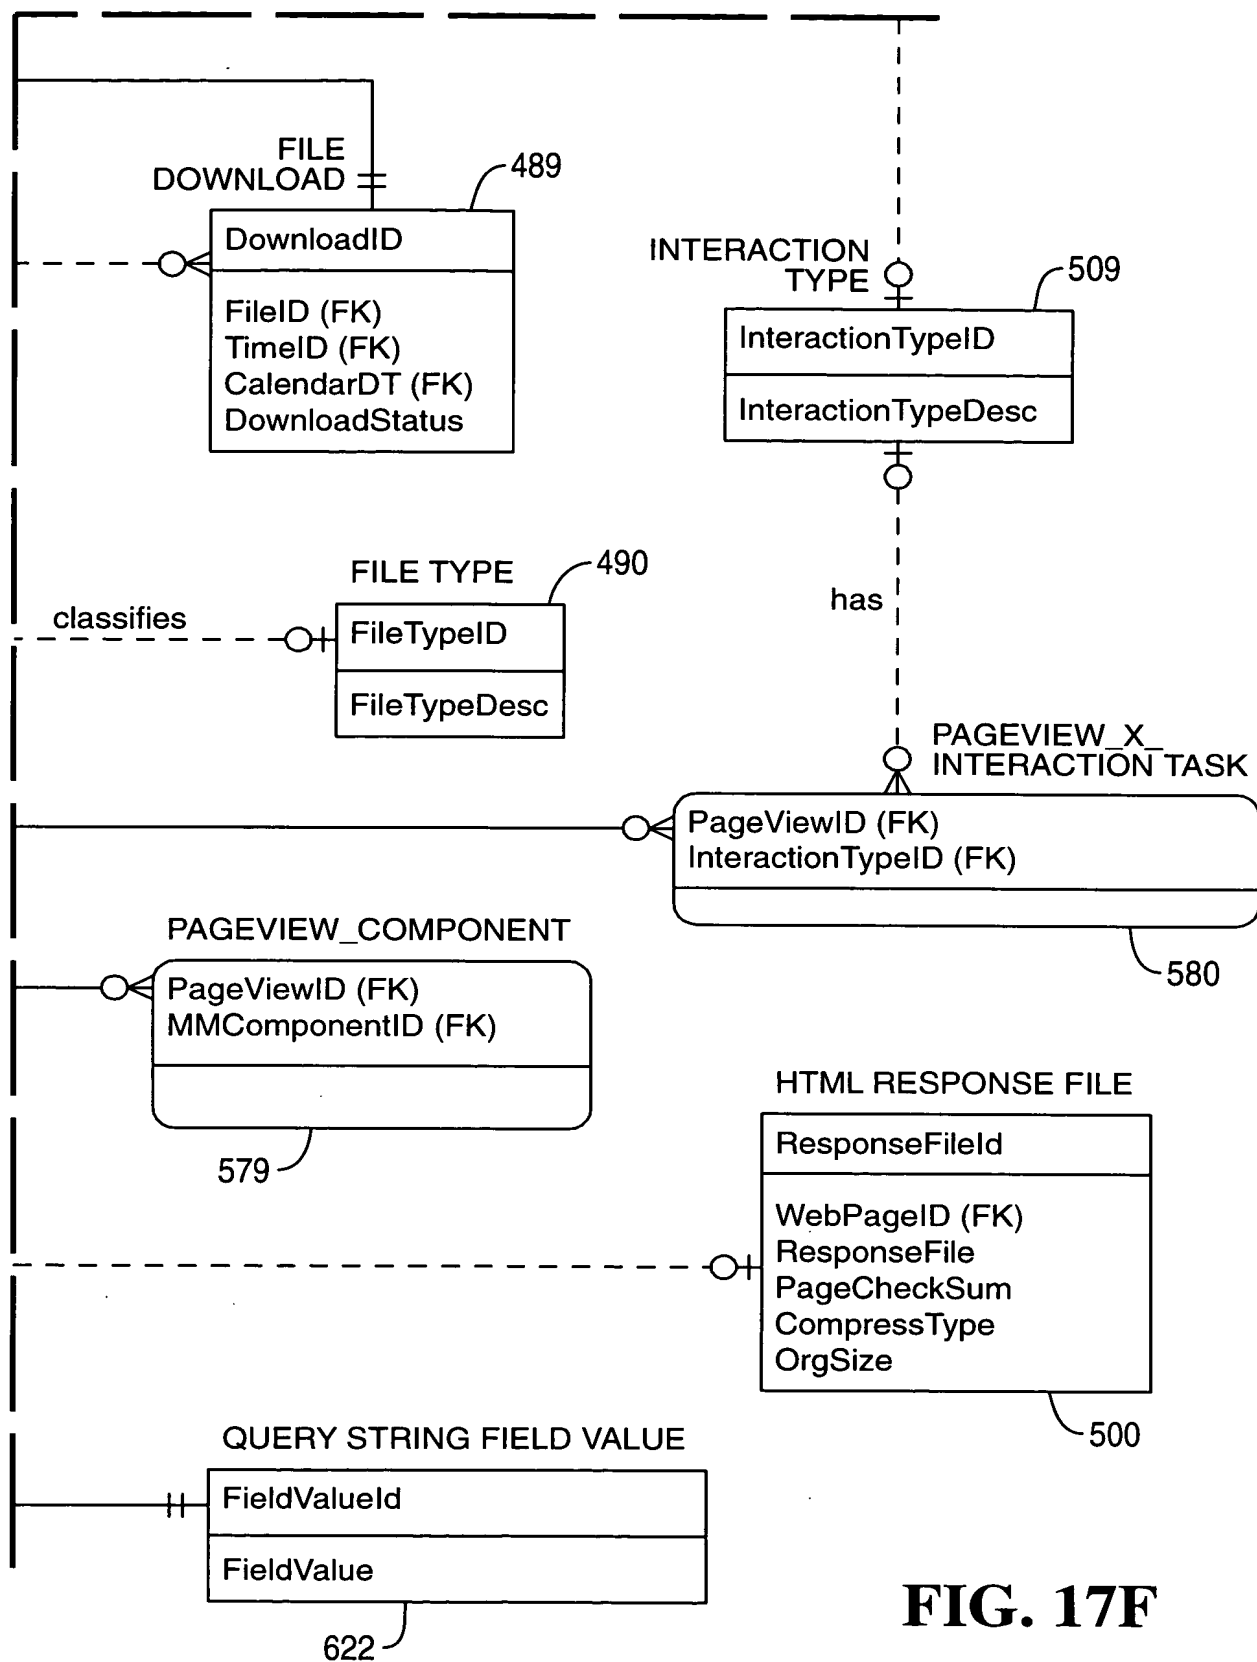 FILE
DOWNLOAD
489
DownloadID
FileID (FK)
TimeID (FK)
CalendarDT (FK)
DownloadStatus
INTERACTION
TYPE
509
InteractionTypeID
InteractionTypeDesc
has
FILE TYPE
490
classifies
FileTypeID
FileTypeDesc
PAGEVIEW_X_
INTERACTION TASK
PageViewID (FK)
InteractionTypeID (FK)
580
PAGEVIEW_COMPONENT
PageViewID (FK)
MMComponentID (FK)
579
HTML RESPONSE FILE
ResponseFileId
WebPageID (FK)
ResponseFile
PageCheckSum
CompressType
OrgSize
500
QUERY STRING FIELD VALUE
FieldValueId
FieldValue
622
FIG. 17F